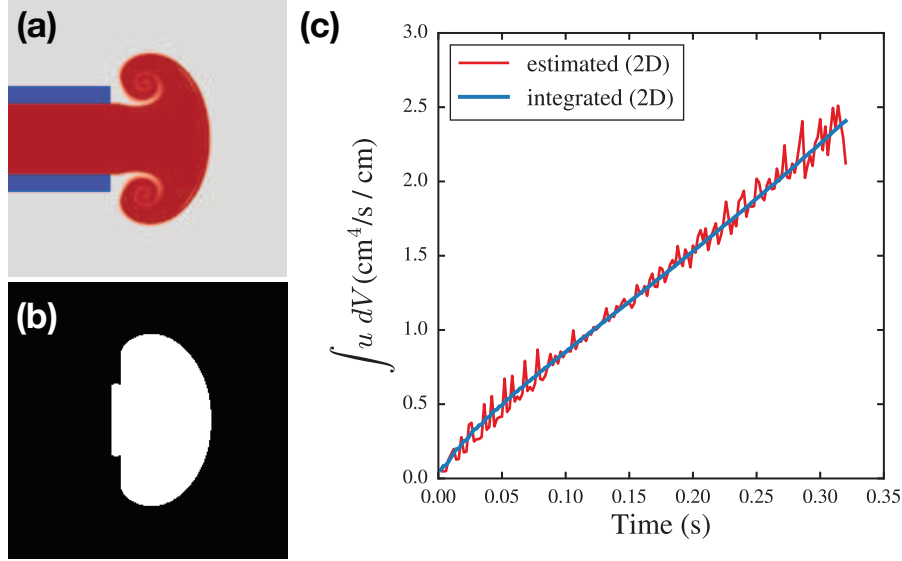 (a)
(b)
(c)
3.0
2.5
2.0
1.5
1.0
0.5
0.0
∫ u dV (cm⁴/s / cm)
estimated (2D)
integrated (2D)
0.00 0.05 0.10 0.15 0.20 0.25 0.30 0.35
Time (s)